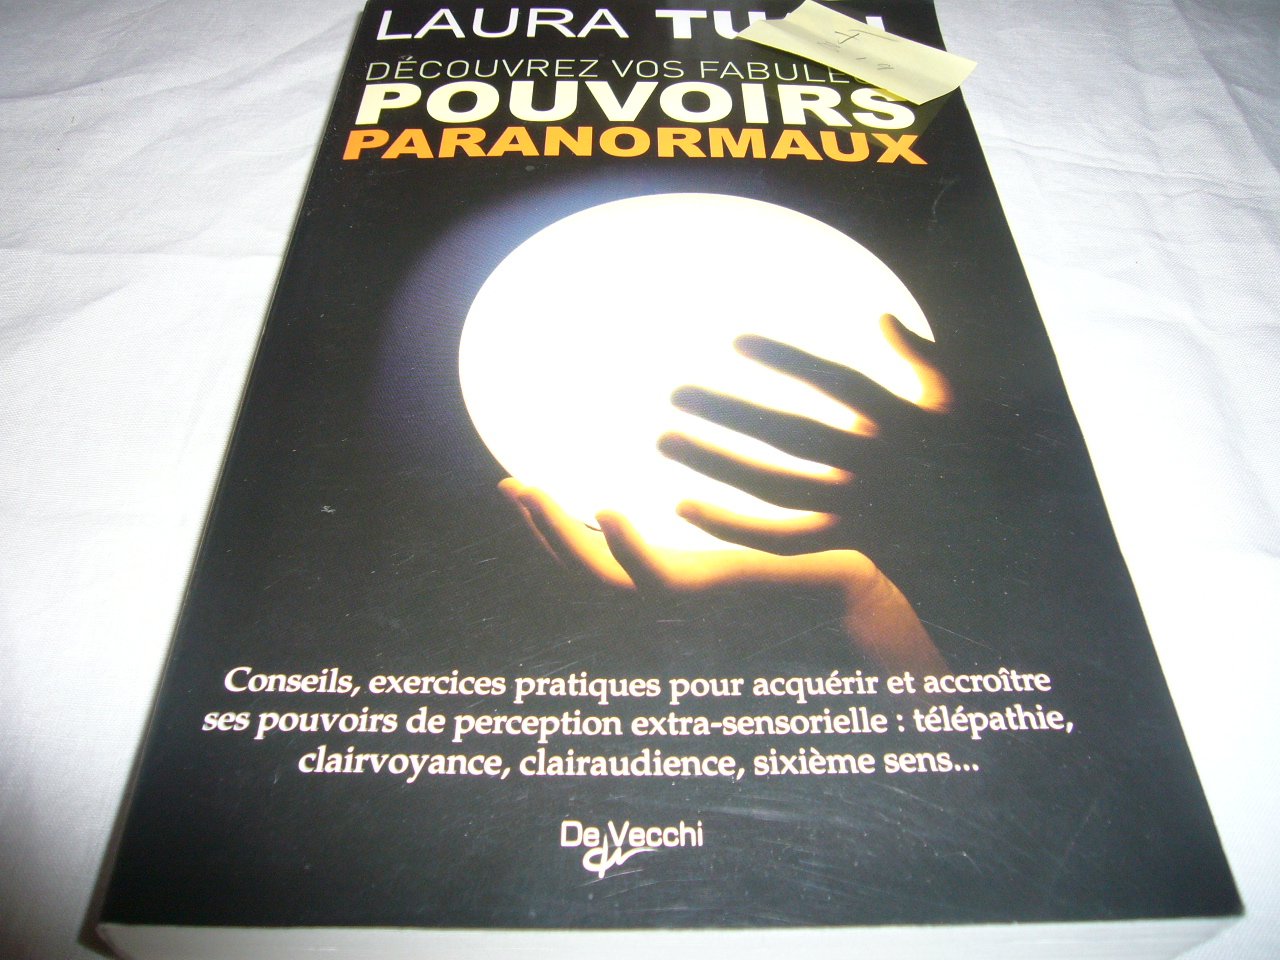 LAURA
DÉCOUVREZ VOS
POUVOIRS
PARANORMAUX
Conseils, exercices pratiques pour acquérir et accroître
ses pouvoirs de perception extra-sensorielle : télépathie,
clairvoyance, clairaudience, sixième sens...
De Vecchi